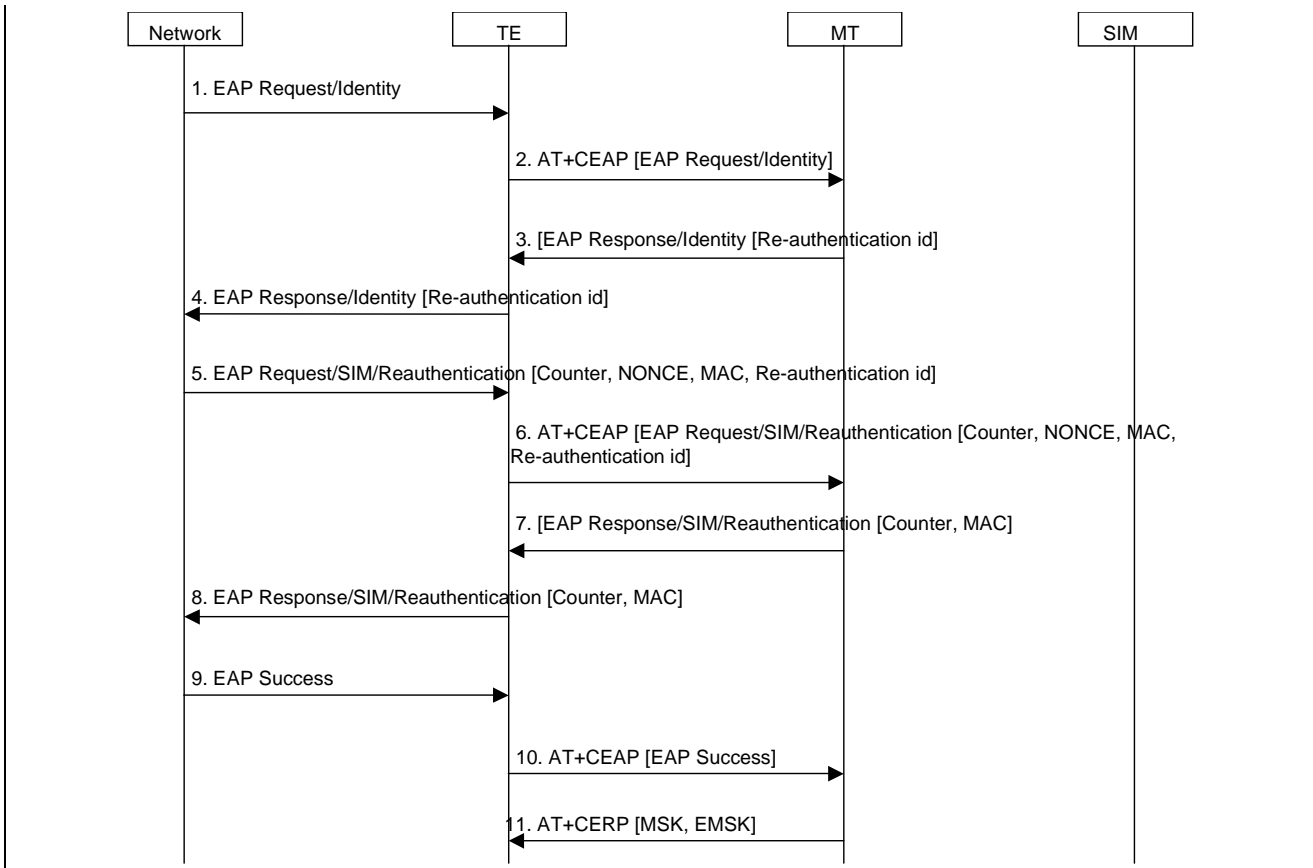 Network
TE
MT
SIM
1. EAP Request/Identity
2. AT+CEAP [EAP Request/Identity]
3. [EAP Response/Identity [Re-authentication id]
4. EAP Response/Identity [Re-authentication id]
5. EAP Request/SIM/Reauthentication [Counter, NONCE, MAC, Re-authentication id]
6. AT+CEAP [EAP Request/SIM/Reauthentication [Counter, NONCE, MAC,
Re-authentication id]
7. [EAP Response/SIM/Reauthentication [Counter, MAC]
8. EAP Response/SIM/Reauthentication [Counter, MAC]
9. EAP Success
10. AT+CEAP [EAP Success]
11. AT+CERP [MSK, EMSK]